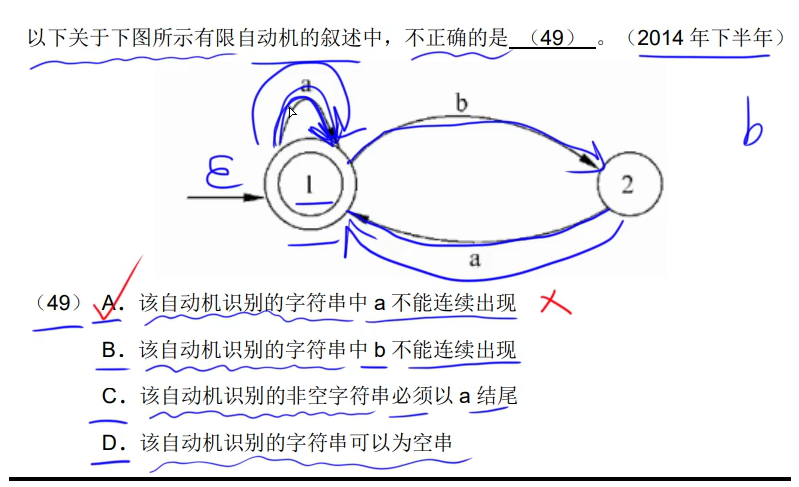 以下关于下图所示有限自动机的叙述中，不正确的是 （49） 。（2014 年下半年）
a
b
b
ε
1
2
a
（49） A．该自动机识别的字符串中 a 不能连续出现
B．该自动机识别的字符串中 b 不能连续出现
C．该自动机识别的非空字符串必须以 a 结尾
D．该自动机识别的字符串可以为空串